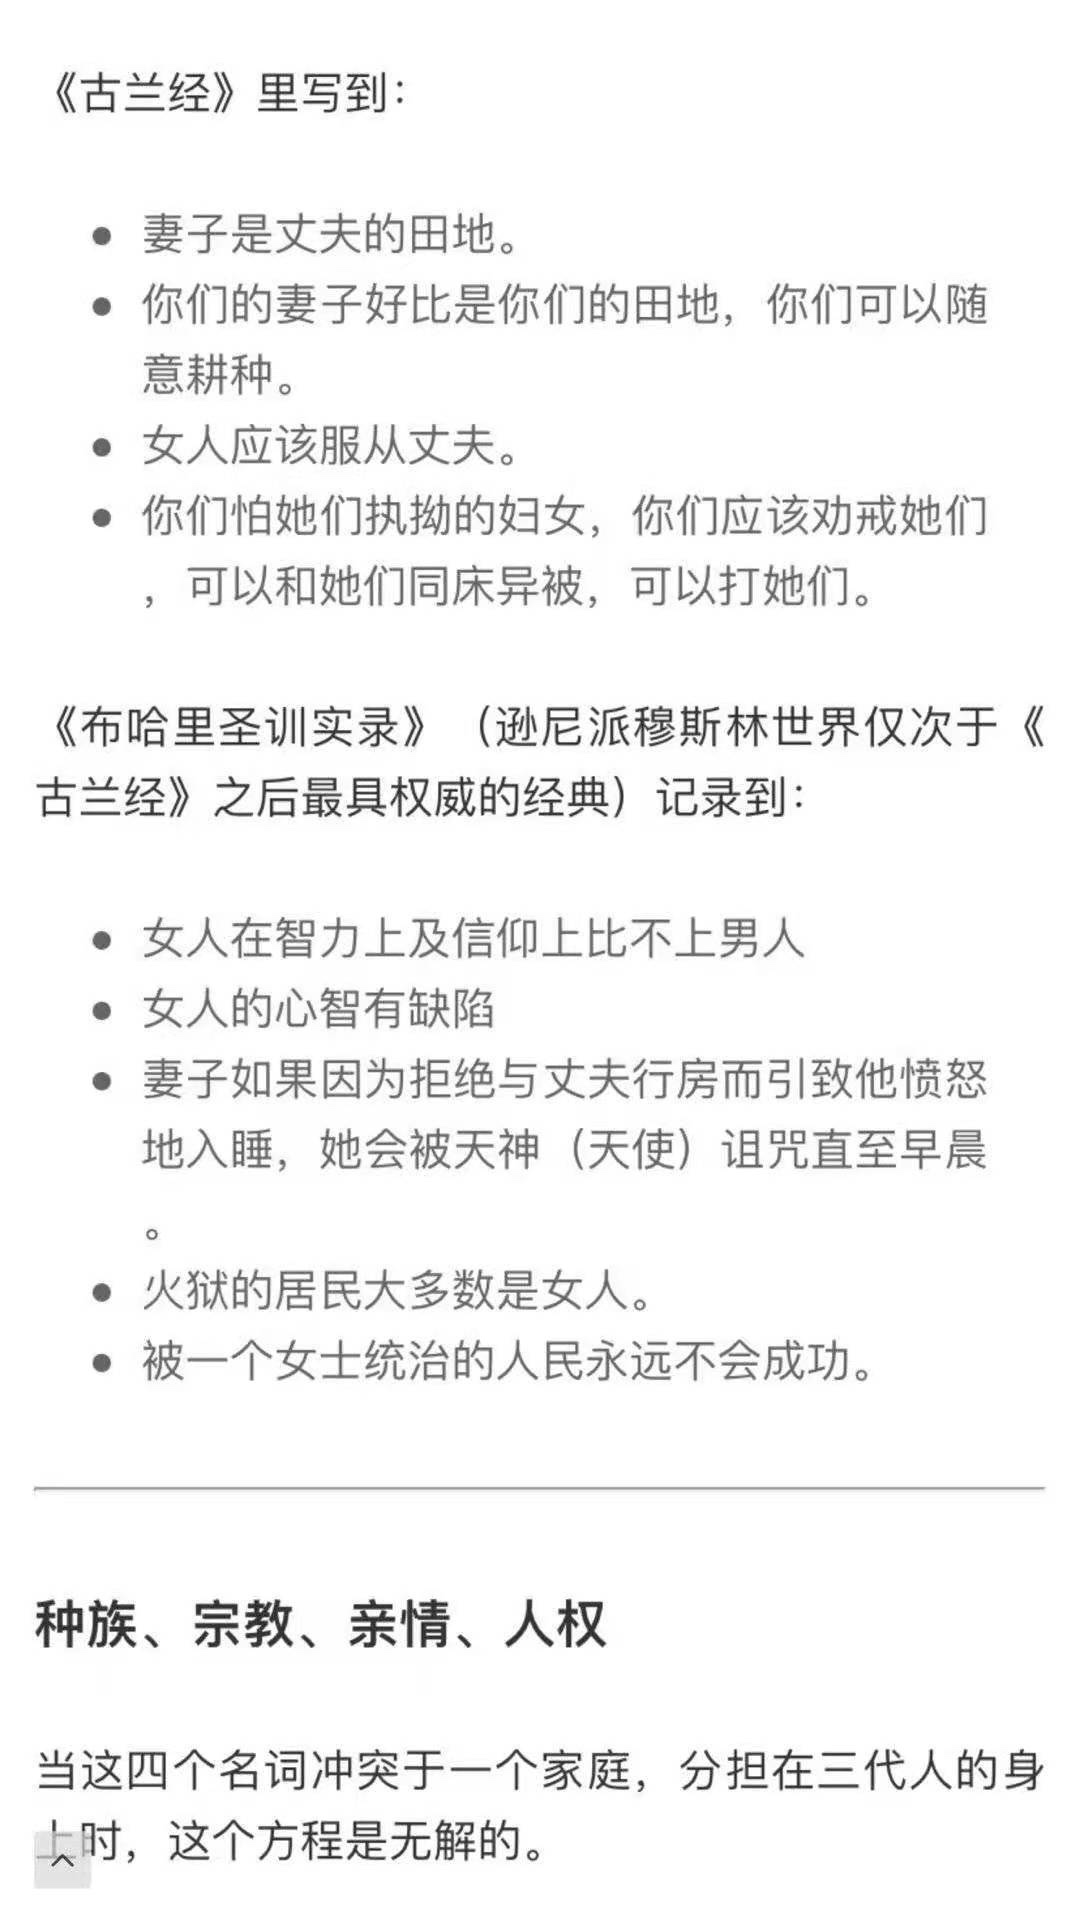 《古兰经》里写到：
● 妻子是丈夫的田地。
● 你们的妻子好比是你们的田地，你们可以随
意耕种。
● 女人应该服从丈夫。
● 你们怕她们执拗的妇女，你们应该劝戒她们
，可以和她们同床异被，可以打她们。
《布哈里圣训实录》（逊尼派穆斯林世界仅次于《
古兰经》之后最具权威的经典）记录到：
● 女人在智力上及信仰上比不上男人
● 女人的心智有缺陷
● 妻子如果因为拒绝与丈夫行房而引致他愤怒
地入睡，她会被天神（天使）诅咒直至早晨
。
● 火狱的居民大多数是女人。
● 被一个女士统治的人民永远不会成功。
种族、宗教、亲情、人权
当这四个名词冲突于一个家庭，分担在三代人的身
上时，这个方程是无解的。